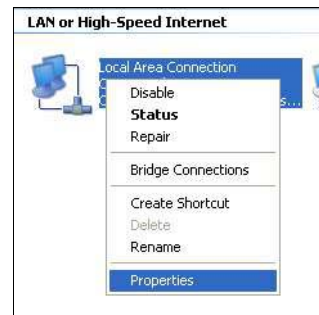 LAN or High-Speed Internet
Local Area Connection
Disable
Status
Repair
Bridge Connections
Create Shortcut
Delete
Rename
Properties